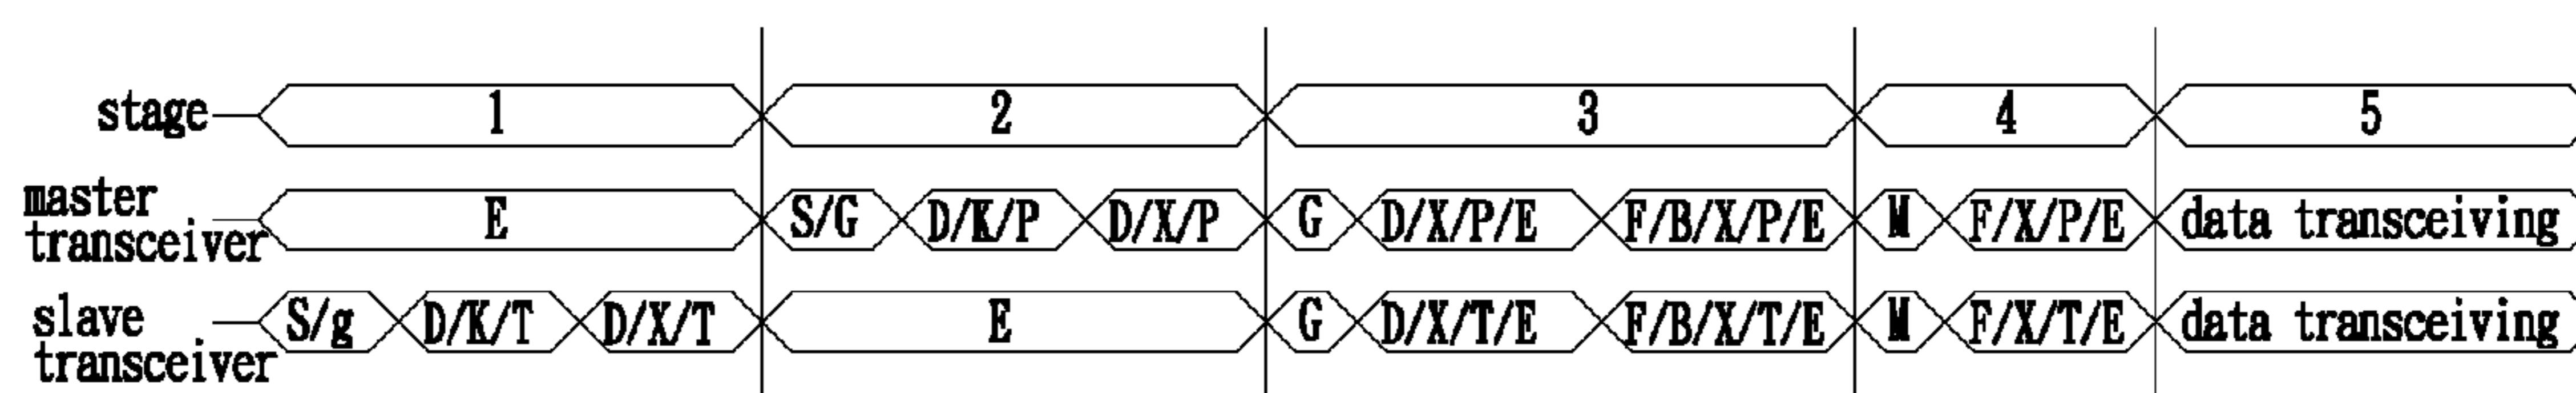 stage 1 2 3 4 5
master transceiver E S/G D/K/P D/X/P G D/X/P/E F/B/X/P/E M F/X/P/E data transceiving
slave transceiver S/g D/K/T D/X/T E G D/X/T/E F/B/X/T/E M F/X/T/E data transceiving